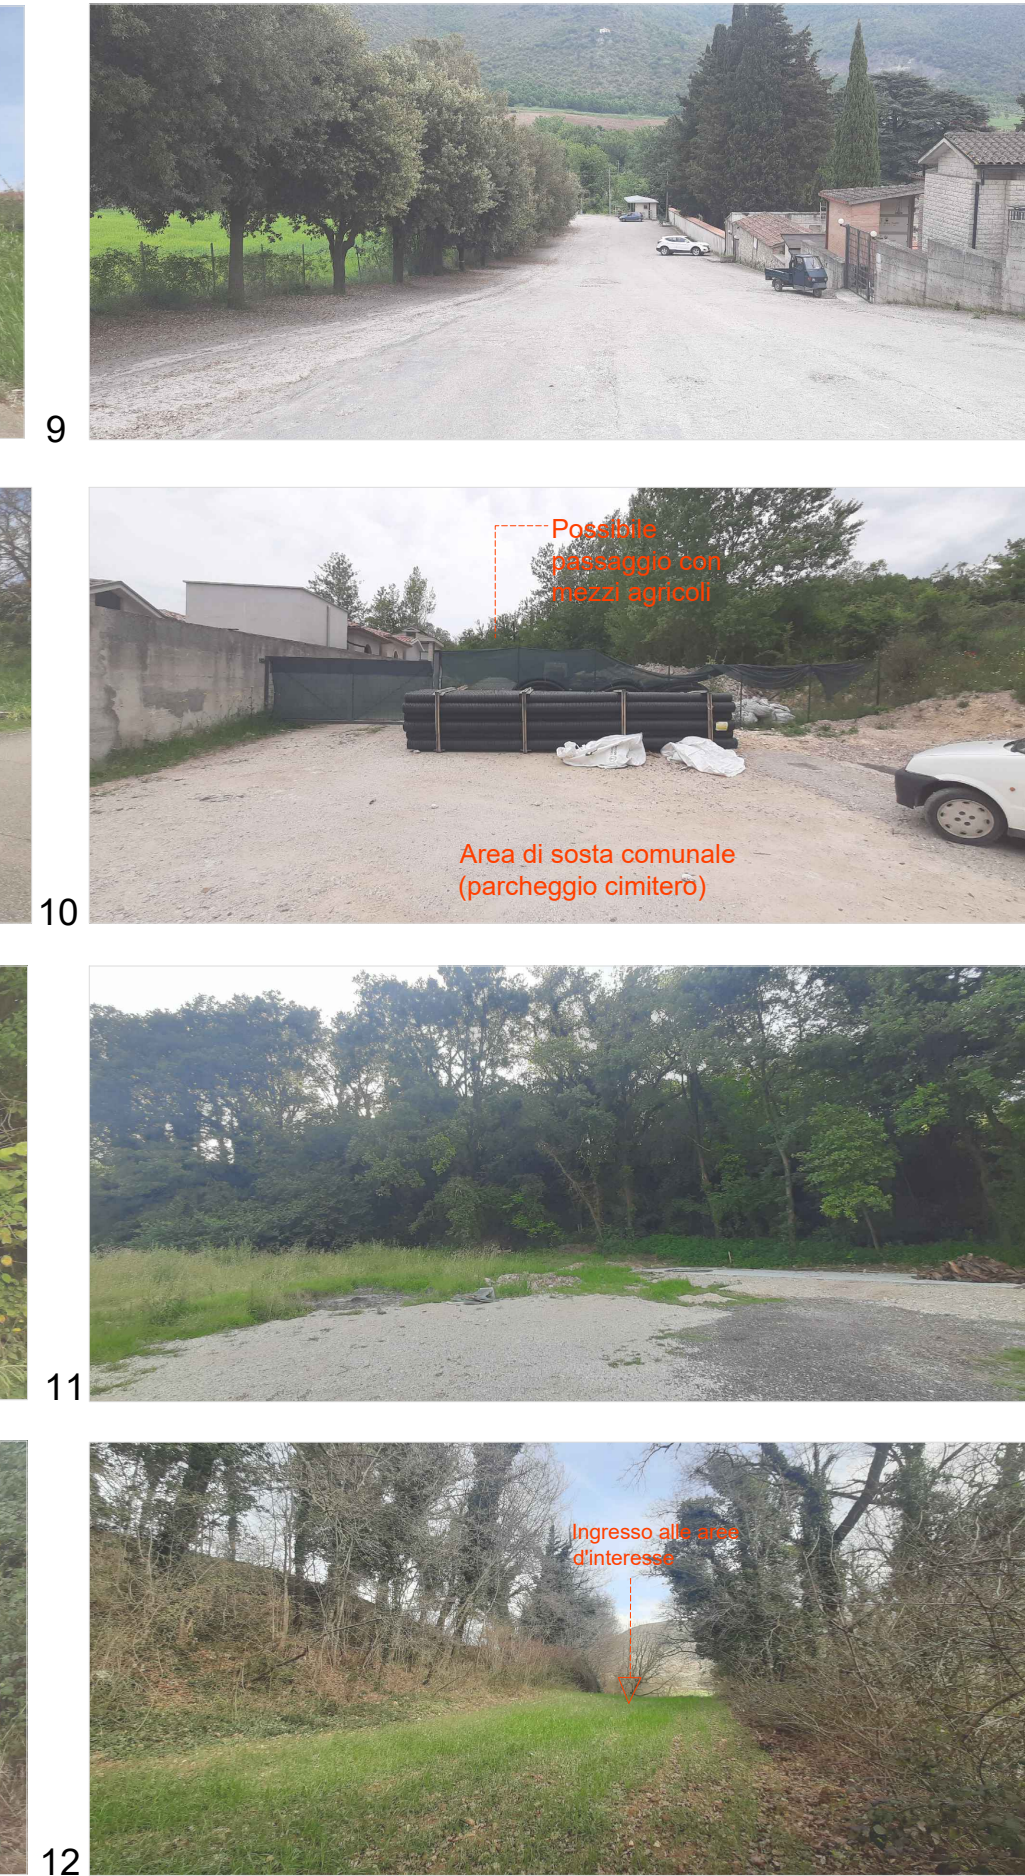 9
Possibile
passaggio con
mezzi agricoli
Area di sosta comunale
(parcheggio cimitero)
10
11
Ingresso alle aree
d'interesse
12